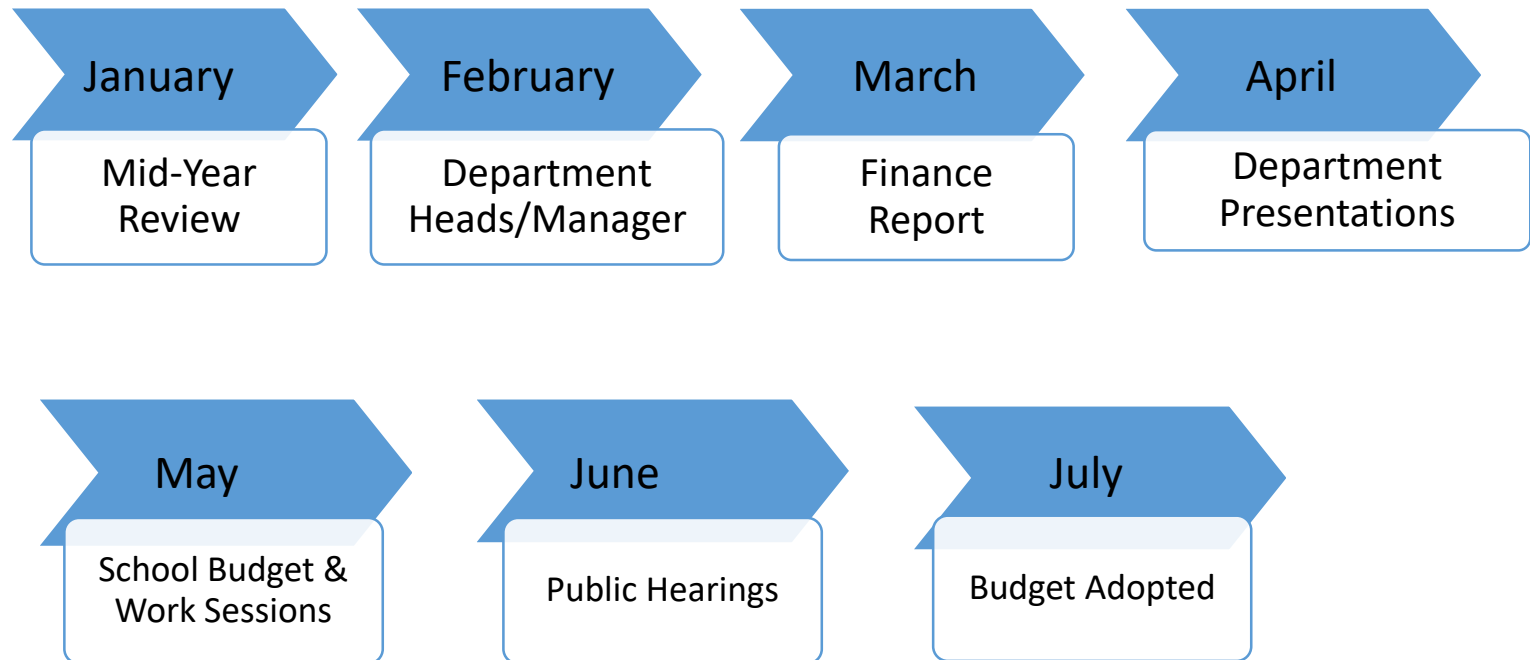 January
Mid-Year
Review
February
Department
Heads/Manager
March
Finance
Report
April
Department
Presentations
May
School Budget &
Work Sessions
June
Public Hearings
July
Budget Adopted